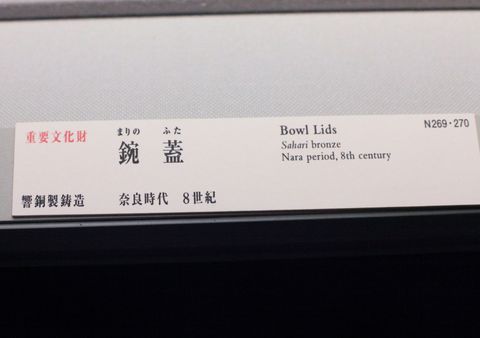 重要文化財
まりの ふた
鋺 蓋
響銅製鋳造 奈良時代 8世紀
Bowl Lids
Sahari bronze
Nara period, 8th century
N269・270